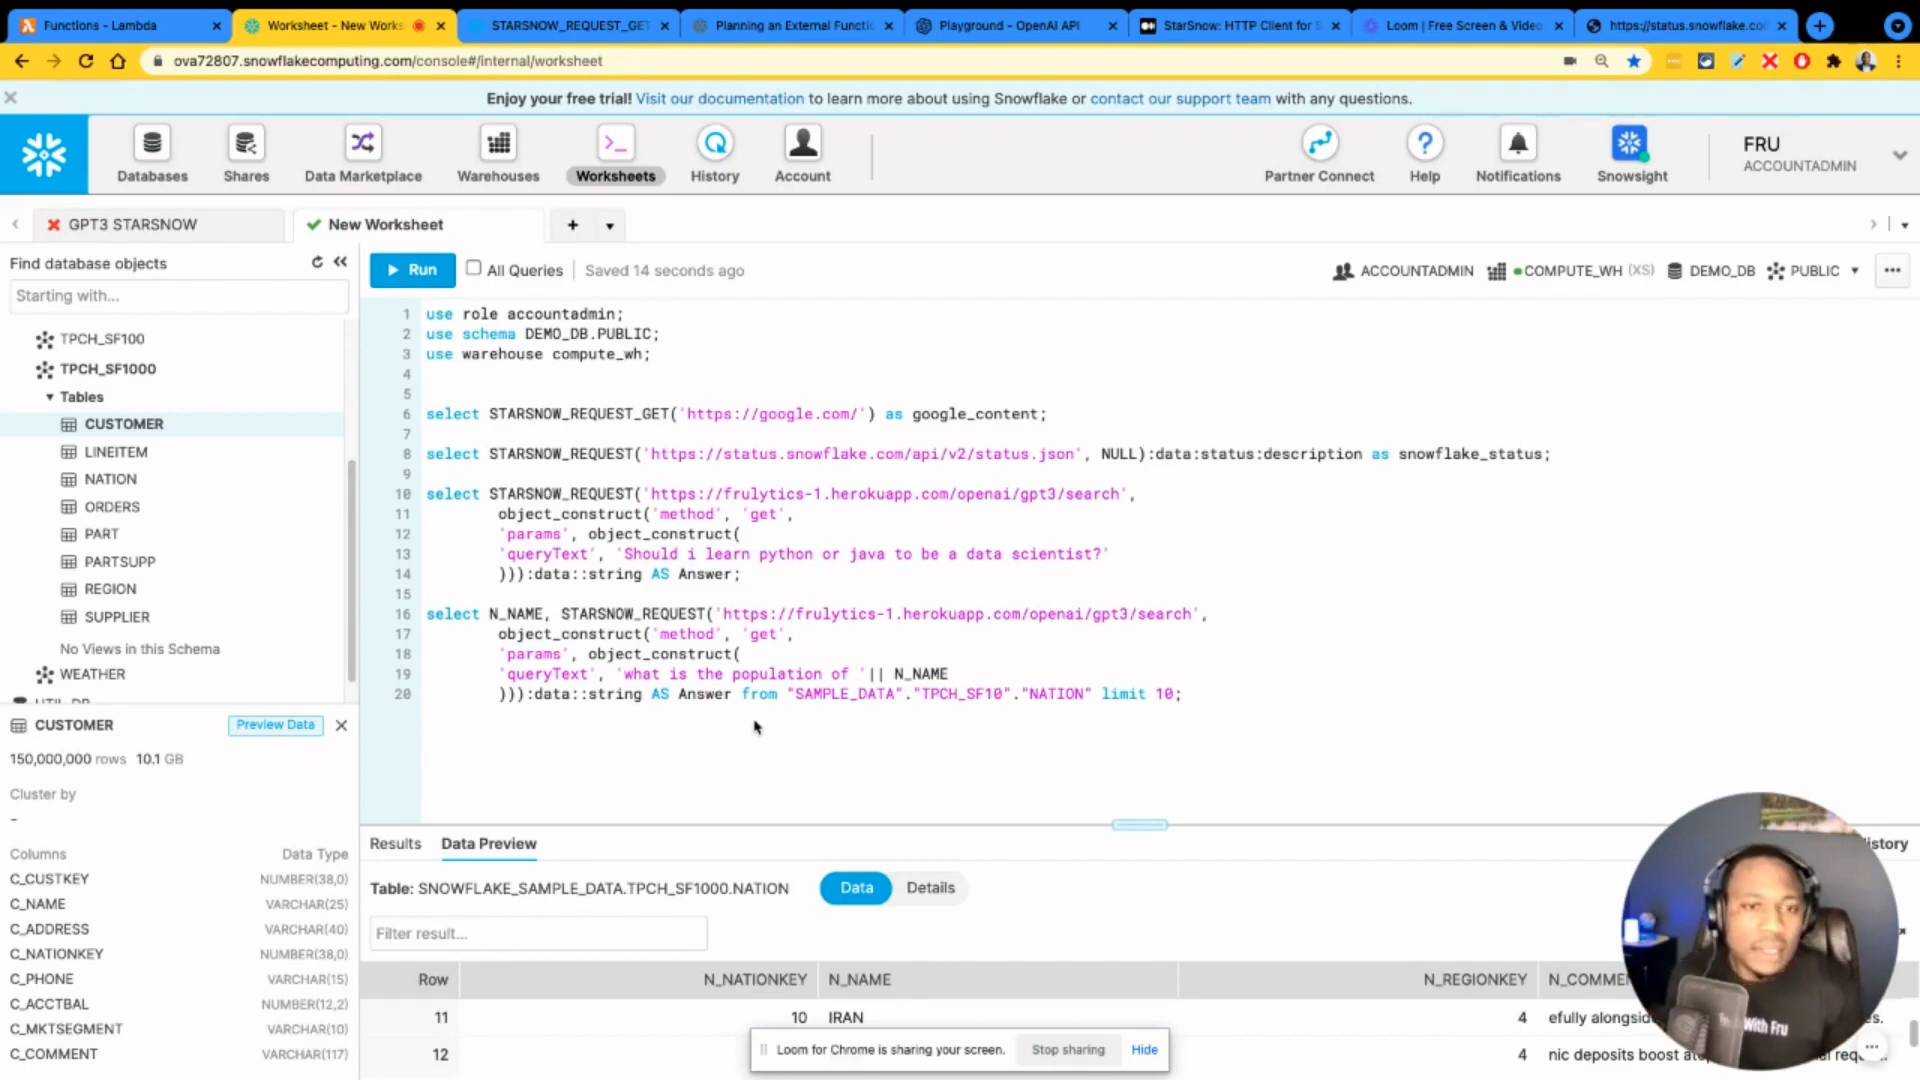 Functions - Lambda
Worksheet - New Works
STARSNOW_REQUEST_GET
Planning an External Functi
Playground - OpenAI API
StarSnow: HTTP Client for S
Loom | Free Screen & Video
https://status.snowflake.co
ova72807.snowflakecomputing.com/console#/internal/worksheet
Enjoy your free trial! Visit our documentation to learn more about using Snowflake or contact our support team with any questions.
Databases
Shares
Data Marketplace
Warehouses
Worksheets
History
Account
Partner Connect
Help
Notifications
Snowsight
FRU
ACCOUNTADMIN
GPT3 STARSNOW
New Worksheet
Find database objects
Starting with...
Run
All Queries
Saved 14 seconds ago
ACCOUNTADMIN
COMPUTE_WH (XS)
DEMO_DB
PUBLIC
TPCH_SF100
TPCH_SF1000
Tables
CUSTOMER
LINEITEM
NATION
ORDERS
PART
PARTSUPP
REGION
SUPPLIER
No Views in this Schema
WEATHER
UTIL_DB
1 use role accountadmin;
2 use schema DEMO_DB.PUBLIC;
3 use warehouse compute_wh;
4
5
6 select STARSNOW_REQUEST_GET('https://google.com/') as google_content;
7
8 select STARSNOW_REQUEST('https://status.snowflake.com/api/v2/status.json', NULL):data:status:description as snowflake_status;
9
10 select STARSNOW_REQUEST('https://frulytics-1.herokuapp.com/openai/gpt3/search',
11 object_construct('method', 'get',
12 'params', object_construct(
13 'queryText', 'Should i learn python or java to be a data scientist?'
14 ))):data::string AS Answer;
15
16 select N_NAME, STARSNOW_REQUEST('https://frulytics-1.herokuapp.com/openai/gpt3/search',
17 object_construct('method', 'get',
18 'params', object_construct(
19 'queryText', 'what is the population of '|| N_NAME
20 ))):data::string AS Answer from "SAMPLE_DATA"."TPCH_SF10"."NATION" limit 10;
CUSTOMER
Preview Data
150,000,000 rows 10.1 GB
Cluster by
–
Columns Data Type
C_CUSTKEY NUMBER(38,0)
C_NAME VARCHAR(25)
C_ADDRESS VARCHAR(40)
C_NATIONKEY NUMBER(38,0)
C_PHONE VARCHAR(15)
C_ACCTBAL NUMBER(12,2)
C_MKTSEGMENT VARCHAR(10)
C_COMMENT VARCHAR(117)
Results
Data Preview
istory
Table: SNOWFLAKE_SAMPLE_DATA.TPCH_SF1000.NATION
Data
Details
Filter result...
Row N_NATIONKEY N_NAME N_REGIONKEY N_COMMEN
11 10 IRAN 4 efully alongsid
12 4 nic deposits boost
Loom for Chrome is sharing your screen.
Stop sharing
Hide
With Fru